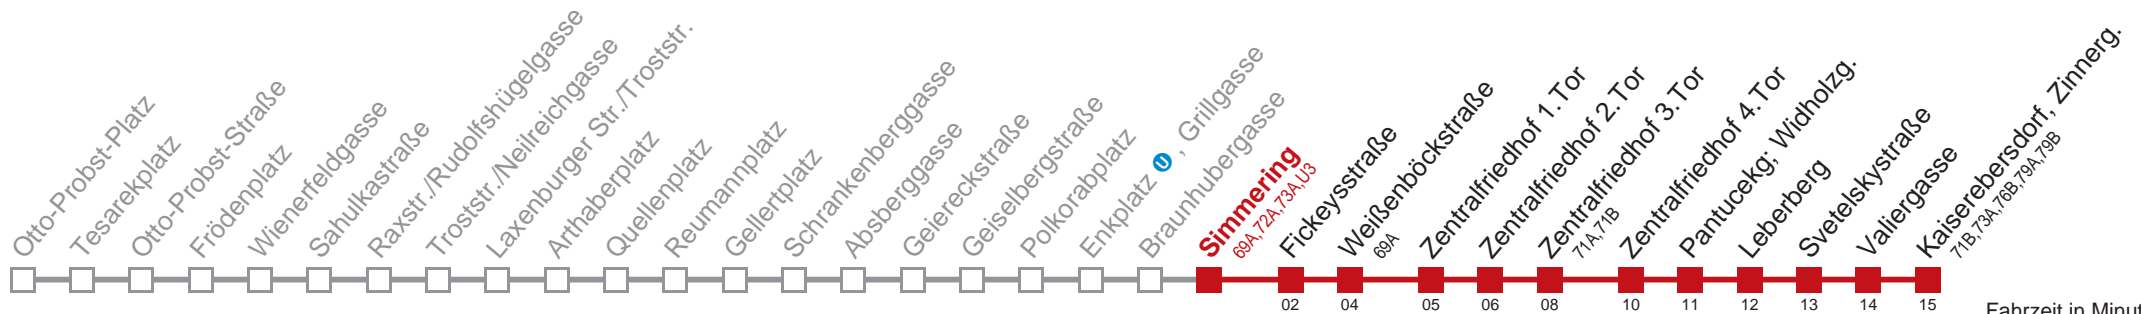 Otto-Probst-Platz
Tesarekplatz
Otto-Probst-Straße
Frödenplatz
Wienerfeldgasse
Sahulkastraße
Raxstr./Rudolfshügelgasse
Troststr./Neilreichgasse
Laxenburger Str./Troststr.
Arthaberplatz
Quellenplatz
Reumannplatz
Gellertplatz
Schrankenberggasse
Absberggasse
Geiereckstraße
Geiselbergstraße
Polkorabplatz
Enkplatz U , Grillgasse
Braunhubergasse
Simmering
69A,72A,73A,U3
Fickeysstraße
Weißenböckstraße
69A
Zentralfriedhof 1.Tor
Zentralfriedhof 2.Tor
Zentralfriedhof 3.Tor
71A,71B
Zentralfriedhof 4.Tor
Pantucekg; Widholzg.
Leberberg
Svetelskystraße
Valiergasse
Kaiserebersdorf, Zinnerg.
71B,73A,76B,79A,79B
02 04 05 06 08 10 11 12 13 14 15
Fahrzeit in Minut